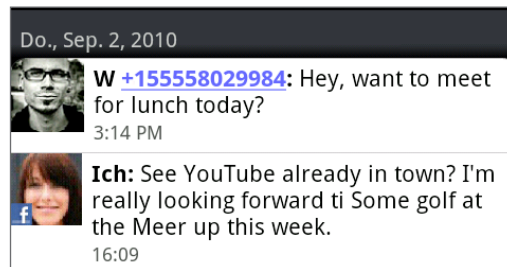 Do., Sep. 2, 2010
W +155558029984: Hey, want to meet
for lunch today?
3:14 PM
Ich: See YouTube already in town? I'm
really looking forward ti Some golf at
the Meer up this week.
16:09
f